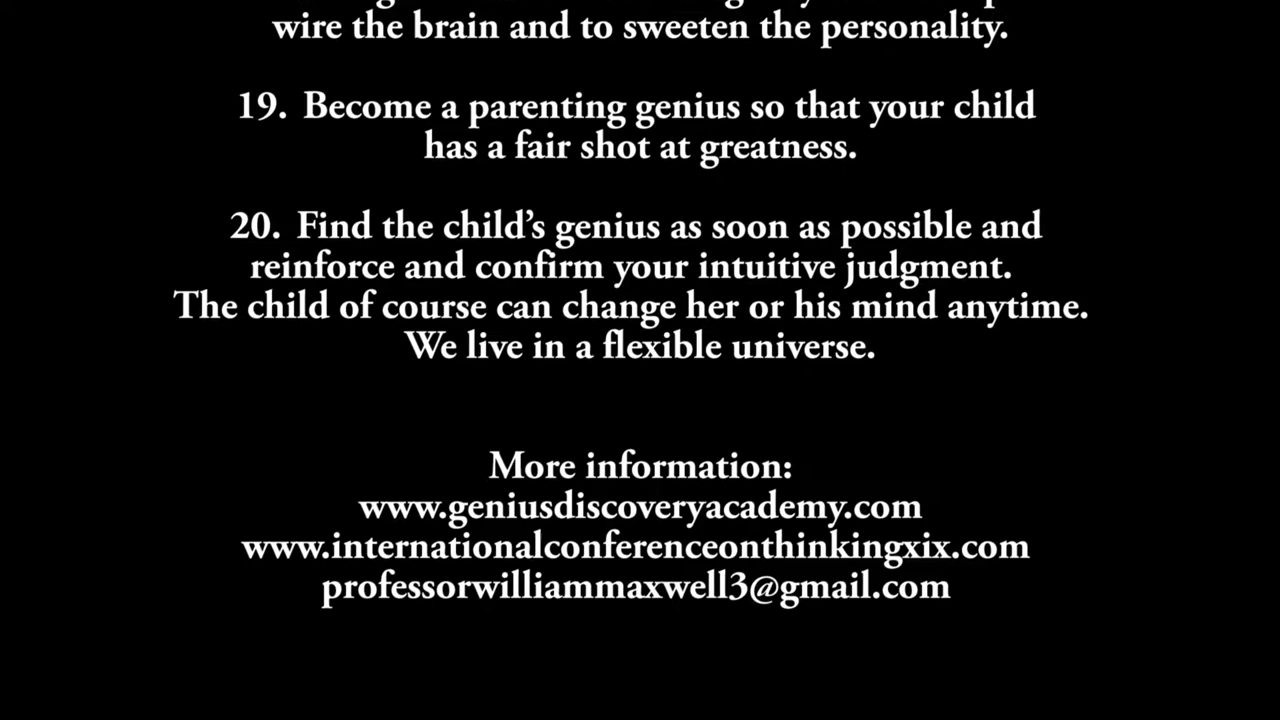 wire the brain and to sweeten the personality.
19. Become a parenting genius so that your child
has a fair shot at greatness.
20. Find the child's genius as soon as possible and
reinforce and confirm your intuitive judgment.
The child of course can change her or his mind anytime.
We live in a flexible universe.
More information:
www.geniusdiscoveryacademy.com
www.internationalconferenceonthinkingxix.com
professorwilliammaxwell3@gmail.com